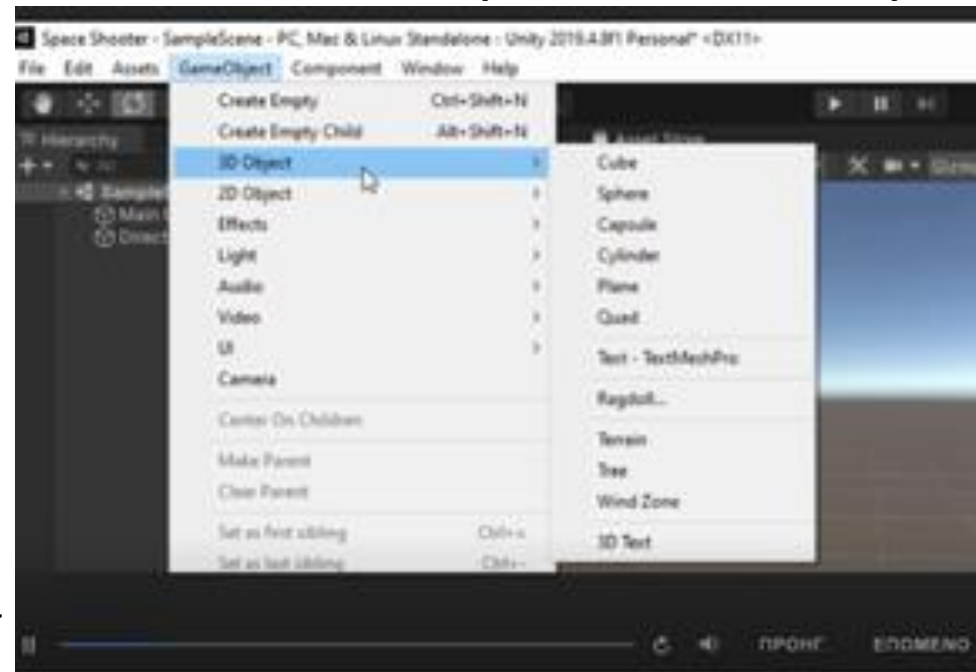 Space Shooter - SampleScene - PC, Mac & Linux Standalone - Unity 2019.4.9f1 Personal* <DX11>
File Edit Assets GameObject Component Window Help
Create Empty Ctrl+Shift+N
Create Empty Child Alt+Shift+N
Hierarchy
Asset Store
3D Object
Cube
2D Object
Sphere
Effects
Capsule
Light
Cylinder
Audio
Plane
Video
Quad
UI
Text - TextMeshPro
Camera
Ragdoll...
Center On Children
Terrain
Make Parent
Tree
Clear Parent
Wind Zone
Set as first sibling
3D Text
Set as last sibling
ΠΡΟΗΓ. ΕΠΟΜΕΝΟ